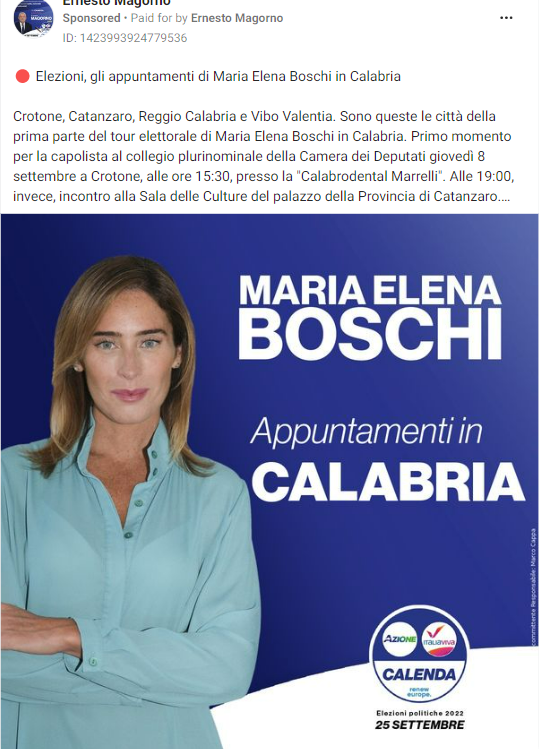 Ernesto Magorno
Sponsored • Paid for by Ernesto Magorno
ID: 1423993924779536
🔴 Elezioni, gli appuntamenti di Maria Elena Boschi in Calabria
Crotone, Catanzaro, Reggio Calabria e Vibo Valentia. Sono queste le città della
prima parte del tour elettorale di Maria Elena Boschi in Calabria. Primo momento
per la capolista al collegio plurinominale della Camera dei Deputati giovedì 8
settembre a Crotone, alle ore 15:30, presso la "Calabrodental Marrelli". Alle 19:00,
invece, incontro alla Sala delle Culture del palazzo della Provincia di Catanzaro....
MARIA ELENA
BOSCHI
Appuntamenti in
CALABRIA
Committente Responsabile: Marco Cappa
AZIONE
ITALIAVIVA
CALENDA
renew
europe.
Elezioni politiche 2022
25 SETTEMBRE